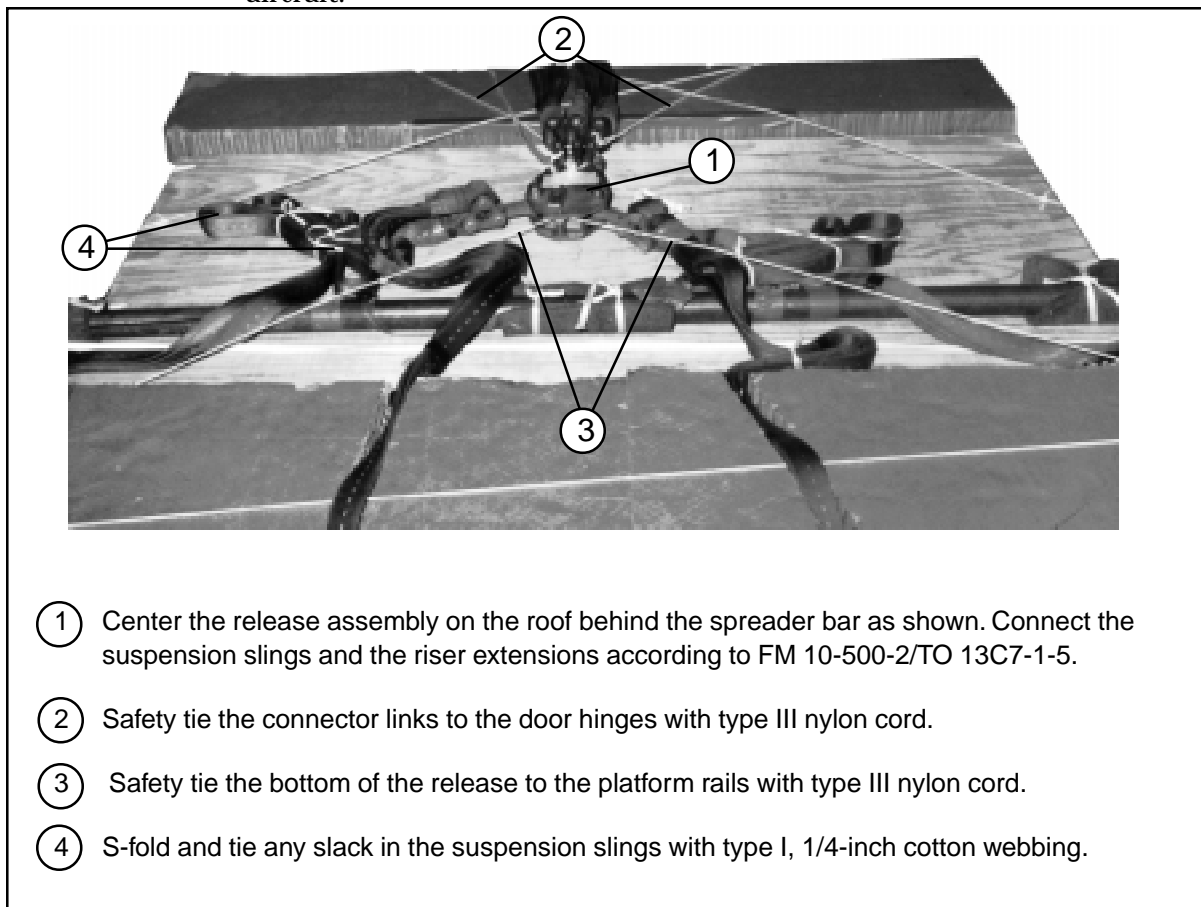 aircraft.
2
1
4
3
1 Center the release assembly on the roof behind the spreader bar as shown. Connect the
suspension slings and the riser extensions according to FM 10-500-2/TO 13C7-1-5.
2 Safety tie the connector links to the door hinges with type III nylon cord.
3 Safety tie the bottom of the release to the platform rails with type III nylon cord.
4 S-fold and tie any slack in the suspension slings with type I, 1/4-inch cotton webbing.